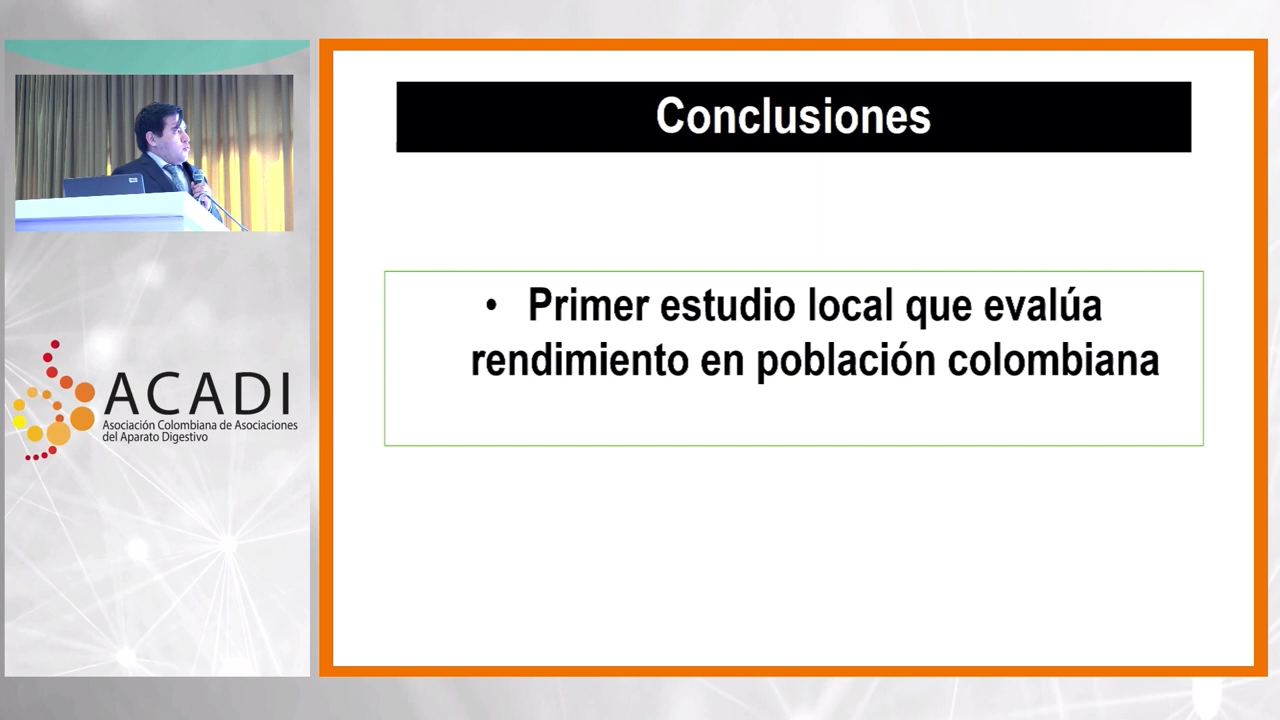 Conclusiones
• Primer estudio local que evalúa
rendimiento en población colombiana
ACADI
Asociación Colombiana de Asociaciones
del Aparato Digestivo